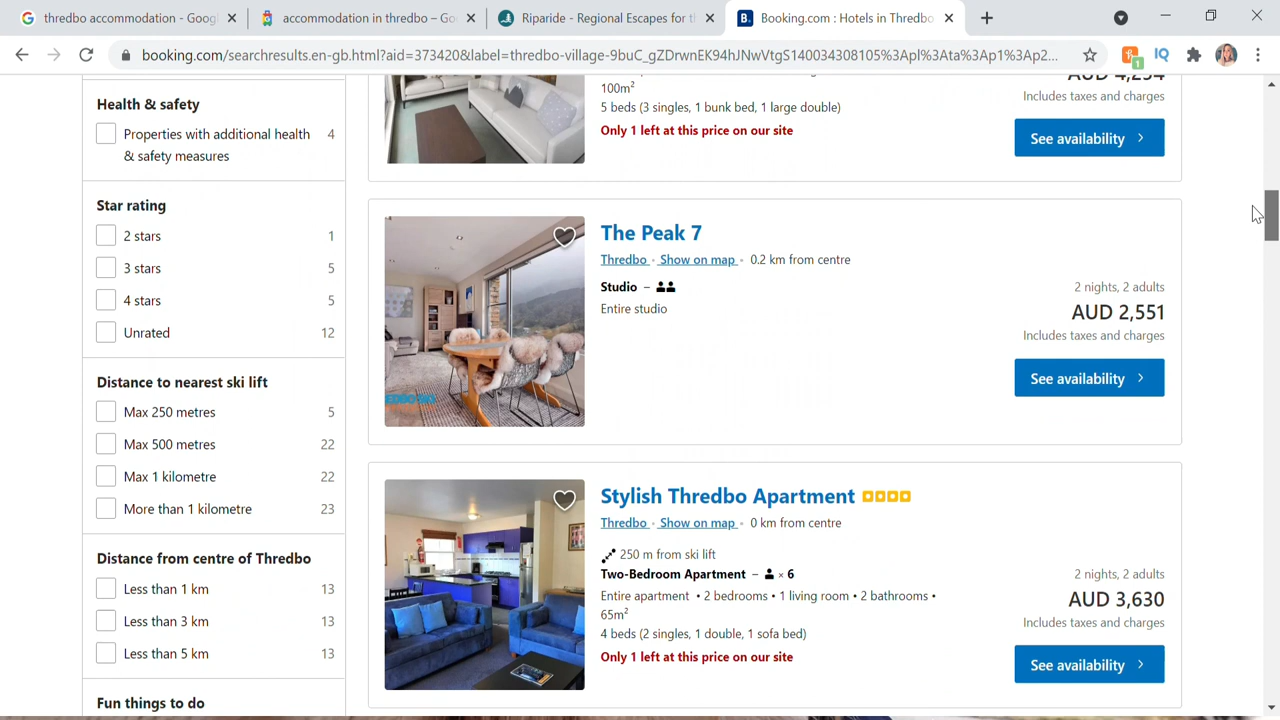 thredbo accommodation - Googl
accommodation in thredbo – Go
Riparide - Regional Escapes for t
Booking.com : Hotels in Thredbo
booking.com/searchresults.en-gb.html?aid=373420&label=thredbo-village-9buC_gZDrwnEK94hJNwVtgS140034308105%3Apl%3Ata%3Ap1%3Ap2...
Health & safety
Properties with additional health 4
& safety measures
Star rating
2 stars 1
3 stars 5
4 stars 5
Unrated 12
Distance to nearest ski lift
Max 250 metres 5
Max 500 metres 22
Max 1 kilometre 22
More than 1 kilometre 23
Distance from centre of Thredbo
Less than 1 km 13
Less than 3 km 13
Less than 5 km 13
Fun things to do
100m²
5 beds (3 singles, 1 bunk bed, 1 large double)
Only 1 left at this price on our site
AUD 4,254
Includes taxes and charges
See availability
The Peak 7
Thredbo · Show on map · 0.2 km from centre
Studio –
Entire studio
2 nights, 2 adults
AUD 2,551
Includes taxes and charges
See availability
Stylish Thredbo Apartment
Thredbo · Show on map · 0 km from centre
250 m from ski lift
Two-Bedroom Apartment – × 6
Entire apartment • 2 bedrooms • 1 living room • 2 bathrooms •
65m²
4 beds (2 singles, 1 double, 1 sofa bed)
Only 1 left at this price on our site
2 nights, 2 adults
AUD 3,630
Includes taxes and charges
See availability